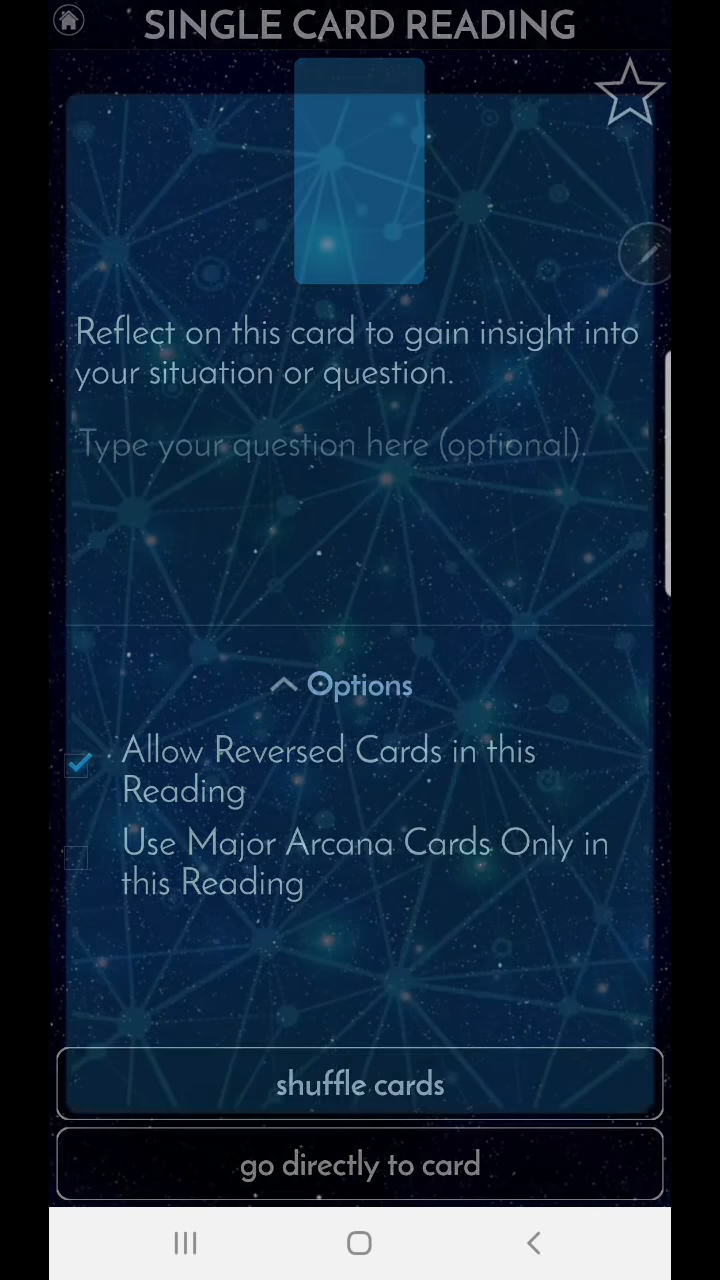 SINGLE CARD READING
Reflect on this card to gain insight into
your situation or question.
Type your question here (optional).
Options
Allow Reversed Cards in this
Reading
Use Major Arcana Cards Only in
this Reading
shuffle cards
go directly to card